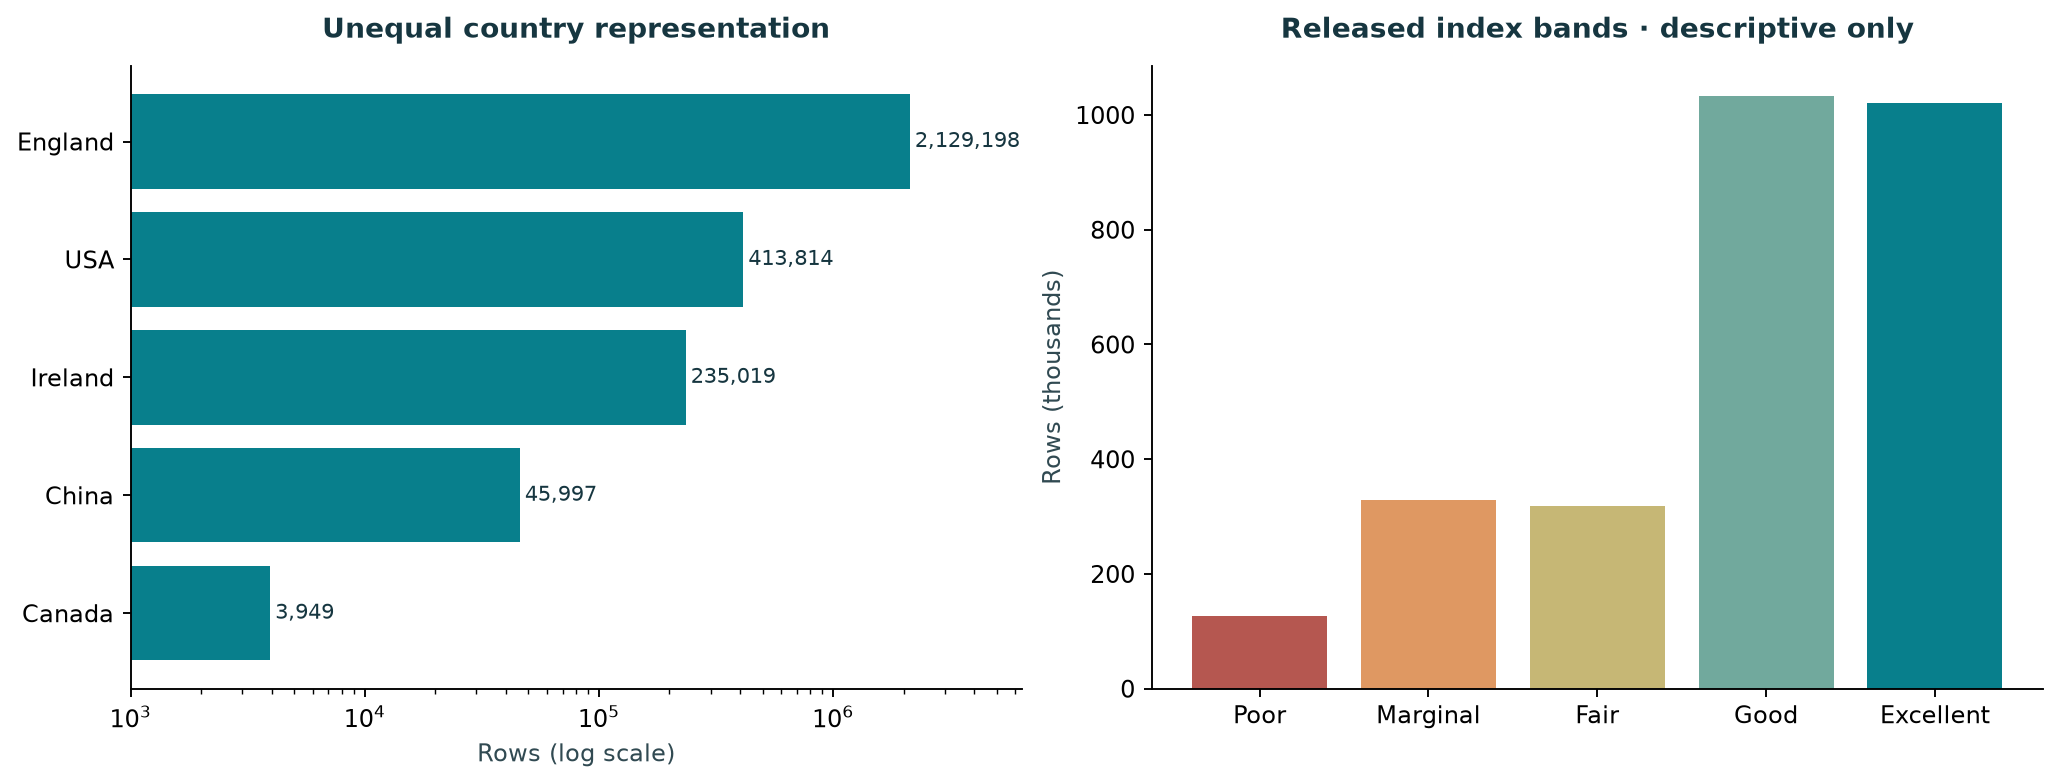 Unequal country representation
England
2,129,198
USA
413,814
Ireland
235,019
China
45,997
Canada
3,949
10³
10⁴
10⁵
10⁶
Rows (log scale)
Released index bands · descriptive only
Rows (thousands)
1000
800
600
400
200
0
Poor
Marginal
Fair
Good
Excellent